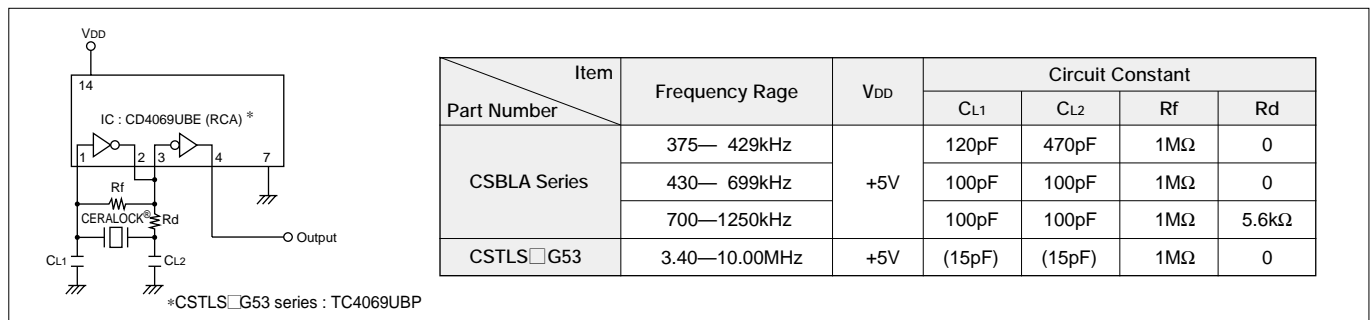 VDD
14
IC : CD4069UBE (RCA) *
1 2 3 4 7
Rf
CERALOCK® Rd
Output
CL1 CL2
*CSTLS□G53 series : TC4069UBP
Item
Part Number
Frequency Rage
VDD
Circuit Constant
CL1 CL2 Rf Rd
CSBLA Series
375— 429kHz
+5V
120pF 470pF 1MΩ 0
430— 699kHz
100pF 100pF 1MΩ 0
700—1250kHz
100pF 100pF 1MΩ 5.6kΩ
CSTLS□G53 3.40—10.00MHz +5V (15pF) (15pF) 1MΩ 0